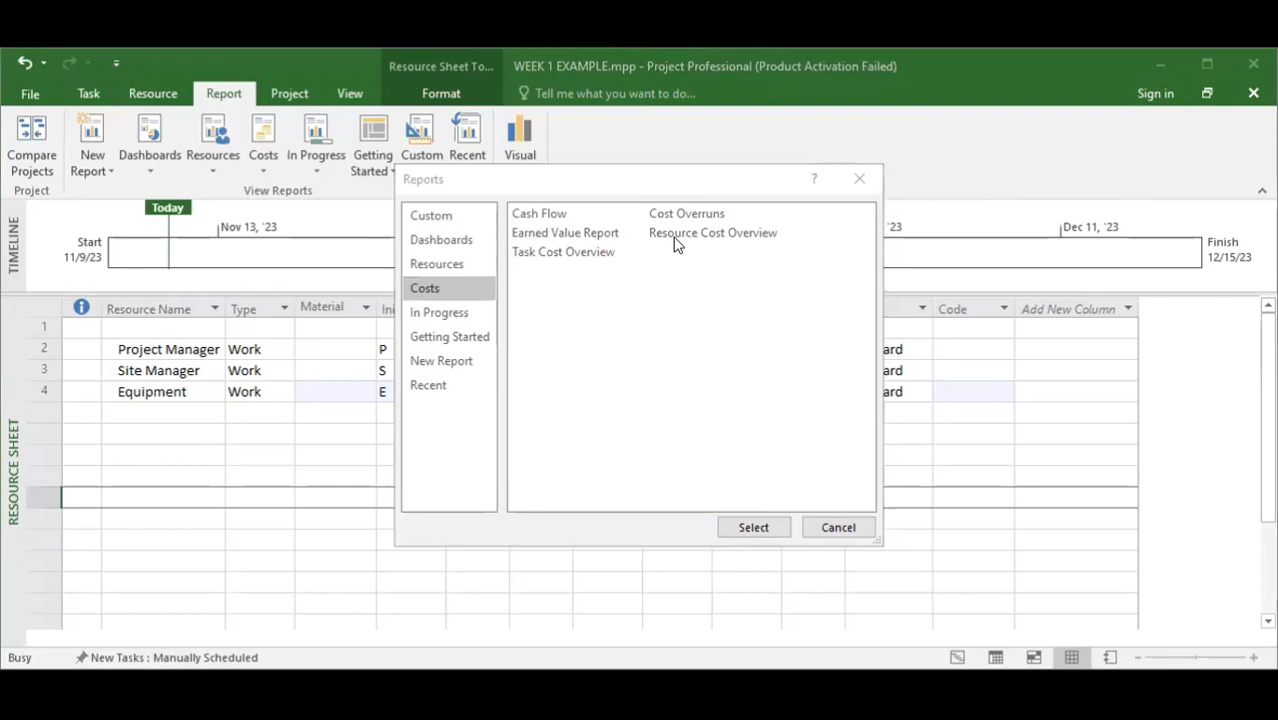 Resource Sheet To...
WEEK 1 EXAMPLE.mpp - Project Professional (Product Activation Failed)
File
Task
Resource
Report
Project
View
Format
Tell me what you want to do...
Sign in
Compare Projects
New Report
Dashboards
Resources
Costs
In Progress
Getting Started
Custom
Recent
Visual
Project
View Reports
TIMELINE
Today
Start
11/9/23
Nov 13, '23
'23
Dec 11, '23
Finish
12/15/23
Reports
?
Custom
Dashboards
Resources
Costs
In Progress
Getting Started
New Report
Recent
Cash Flow
Cost Overruns
Earned Value Report
Resource Cost Overview
Task Cost Overview
Select
Cancel
RESOURCE SHEET
Resource Name
Type
Material
Ini
Code
Add New Column
1
2 Project Manager Work P ard
3 Site Manager Work S ard
4 Equipment Work E ard
Busy
New Tasks : Manually Scheduled